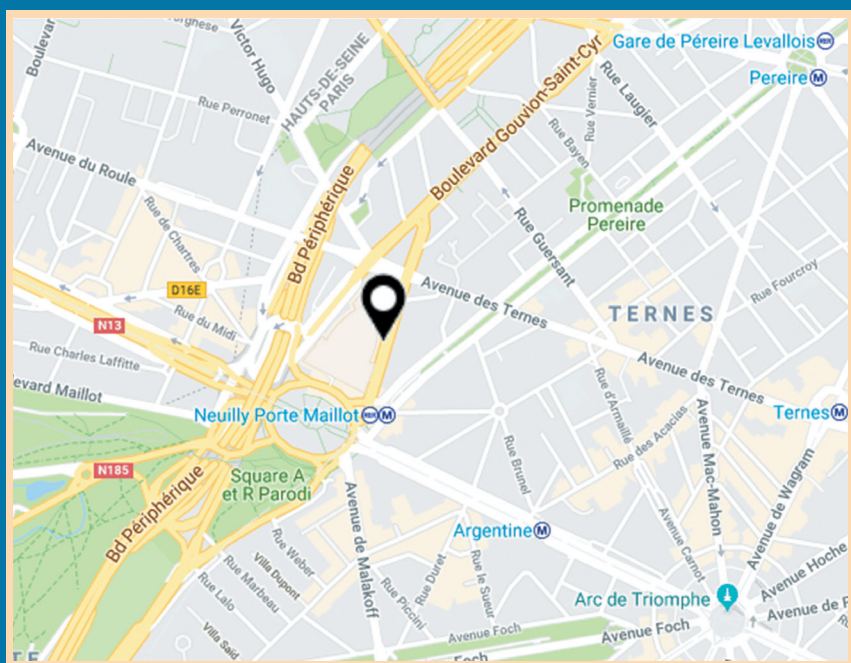 Victor Hugo
HAUTS-DE-SEINE
PARIS
Gare de Péreire Levallois
RER
Pereire
M
Rue Laugier
Rue Vernier
Rue Bayen
Rue Perronet
Avenue du Roule
Boulevard Gouvion-Saint-Cyr
Bd Périphérique
Rue de Chartres
Promenade
Pereire
Rue Guersant
Avenue des Ternes
Rue Fourcroy
D16E
TERNES
Rue du Midi
N13
Rue Charles Laffitte
Avenue des Ternes
Neuilly Porte Maillot
RER
M
Ternes
M
Rue d'Armaillé
Rue des Acacias
Avenue Mac-Mahon
Avenue de Wagram
Rue Brunel
N185
Bd Périphérique
Square A
et R Parodi
Avenue de Malakoff
Argentine
M
Avenue Carnot
Rue Weber
Villa Dupont
Rue Marbeau
Rue Lalo
Villa Saïd
Rue Piccini
Rue Duret
Rue le Sueur
Avenue Hoche
Arc de Triomphe
Avenue Foch
Avenue Foch
Avenue Foch